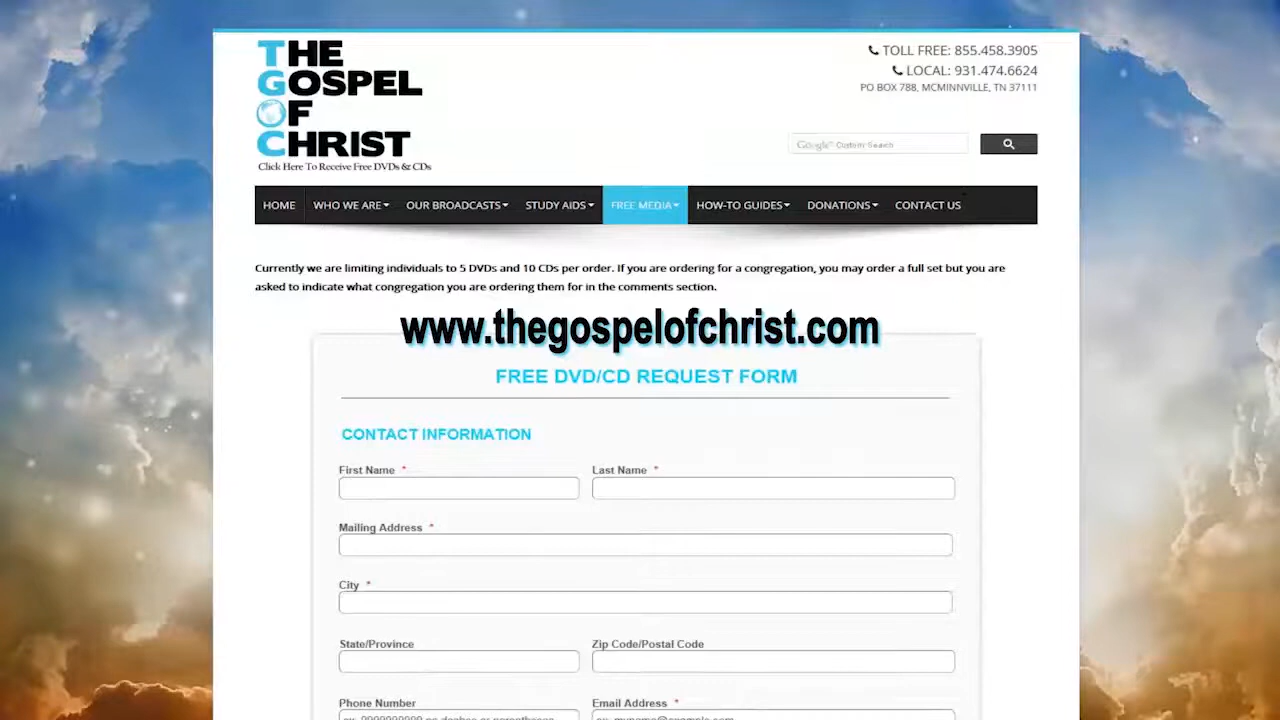 THE
GOSPEL
OF
CHRIST
Click Here To Receive Free DVDs & CDs
TOLL FREE: 855.458.3905
LOCAL: 931.474.6624
PO BOX 788, MCMINNVILLE, TN 37111
Google™ Custom Search
HOME WHO WE ARE OUR BROADCASTS STUDY AIDS FREE MEDIA HOW-TO GUIDES DONATIONS CONTACT US
Currently we are limiting individuals to 5 DVDs and 10 CDs per order. If you are ordering for a congregation, you may order a full set but you are
asked to indicate what congregation you are ordering them for in the comments section.
www.thegospelofchrist.com
FREE DVD/CD REQUEST FORM
CONTACT INFORMATION
First Name * Last Name *
Mailing Address *
City *
State/Province Zip Code/Postal Code
Phone Number Email Address *